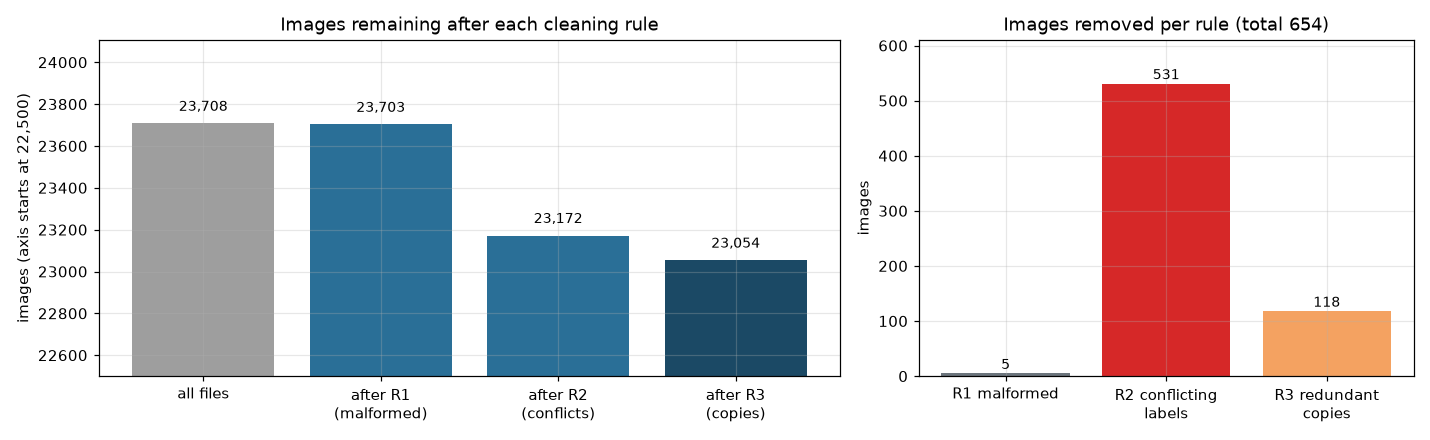 Images remaining after each cleaning rule
images (axis starts at 22,500)
24000
23800
23600
23400
23200
23000
22800
22600
23,708
23,703
23,172
23,054
all files
after R1
(malformed)
after R2
(conflicts)
after R3
(copies)
Images removed per rule (total 654)
images
600
500
400
300
200
100
0
5
531
118
R1 malformed
R2 conflicting
labels
R3 redundant
copies